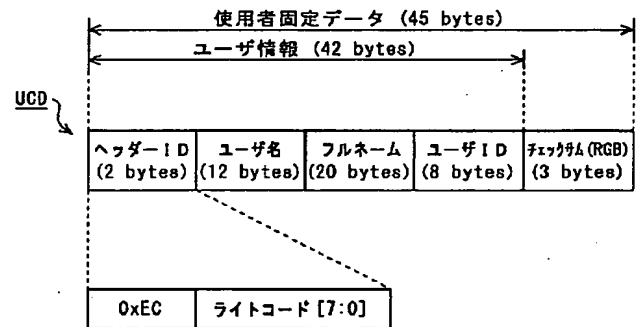 使用者固定データ (45 bytes)
ユーザ情報 (42 bytes)
UCD
ヘッダーID
(2 bytes)
ユーザ名
(12 bytes)
フルネーム
(20 bytes)
ユーザID
(8 bytes)
チェックサム(RGB)
(3 bytes)
0xEC
ライトコード [7:0]